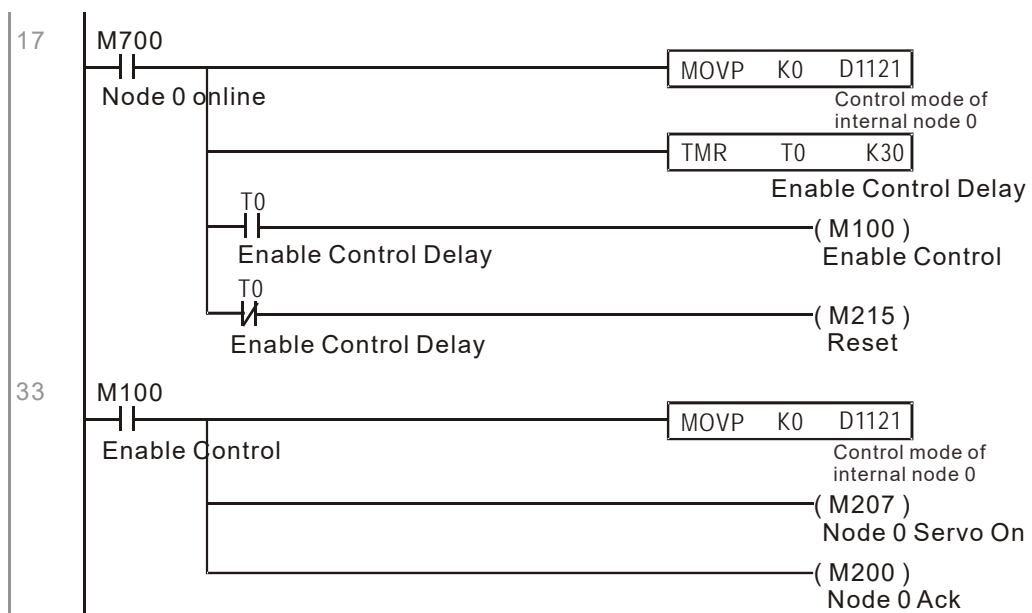 17
M700
Node 0 online
MOVP K0 D1121
Control mode of
internal node 0
TMR T0 K30
Enable Control Delay
T0
Enable Control Delay
( M100 )
Enable Control
T0
Enable Control Delay
( M215 )
Reset
33
M100
Enable Control
MOVP K0 D1121
Control mode of
internal node 0
( M207 )
Node 0 Servo On
( M200 )
Node 0 Ack